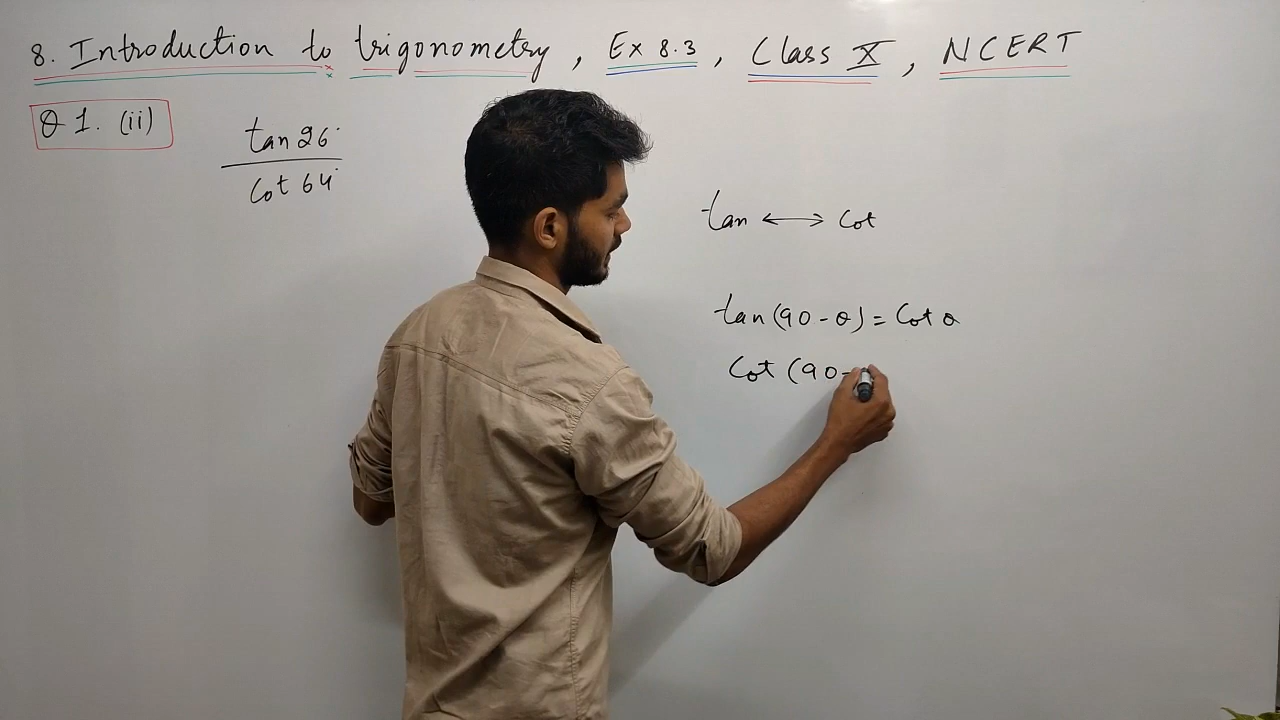 8. Introduction to trigonometry, Ex 8.3, Class X, NCERT
Q 1. (ii)
tan 26°
cot 64°
tan ⟷ cot
tan (90 - θ) = cot θ
cot (90 -